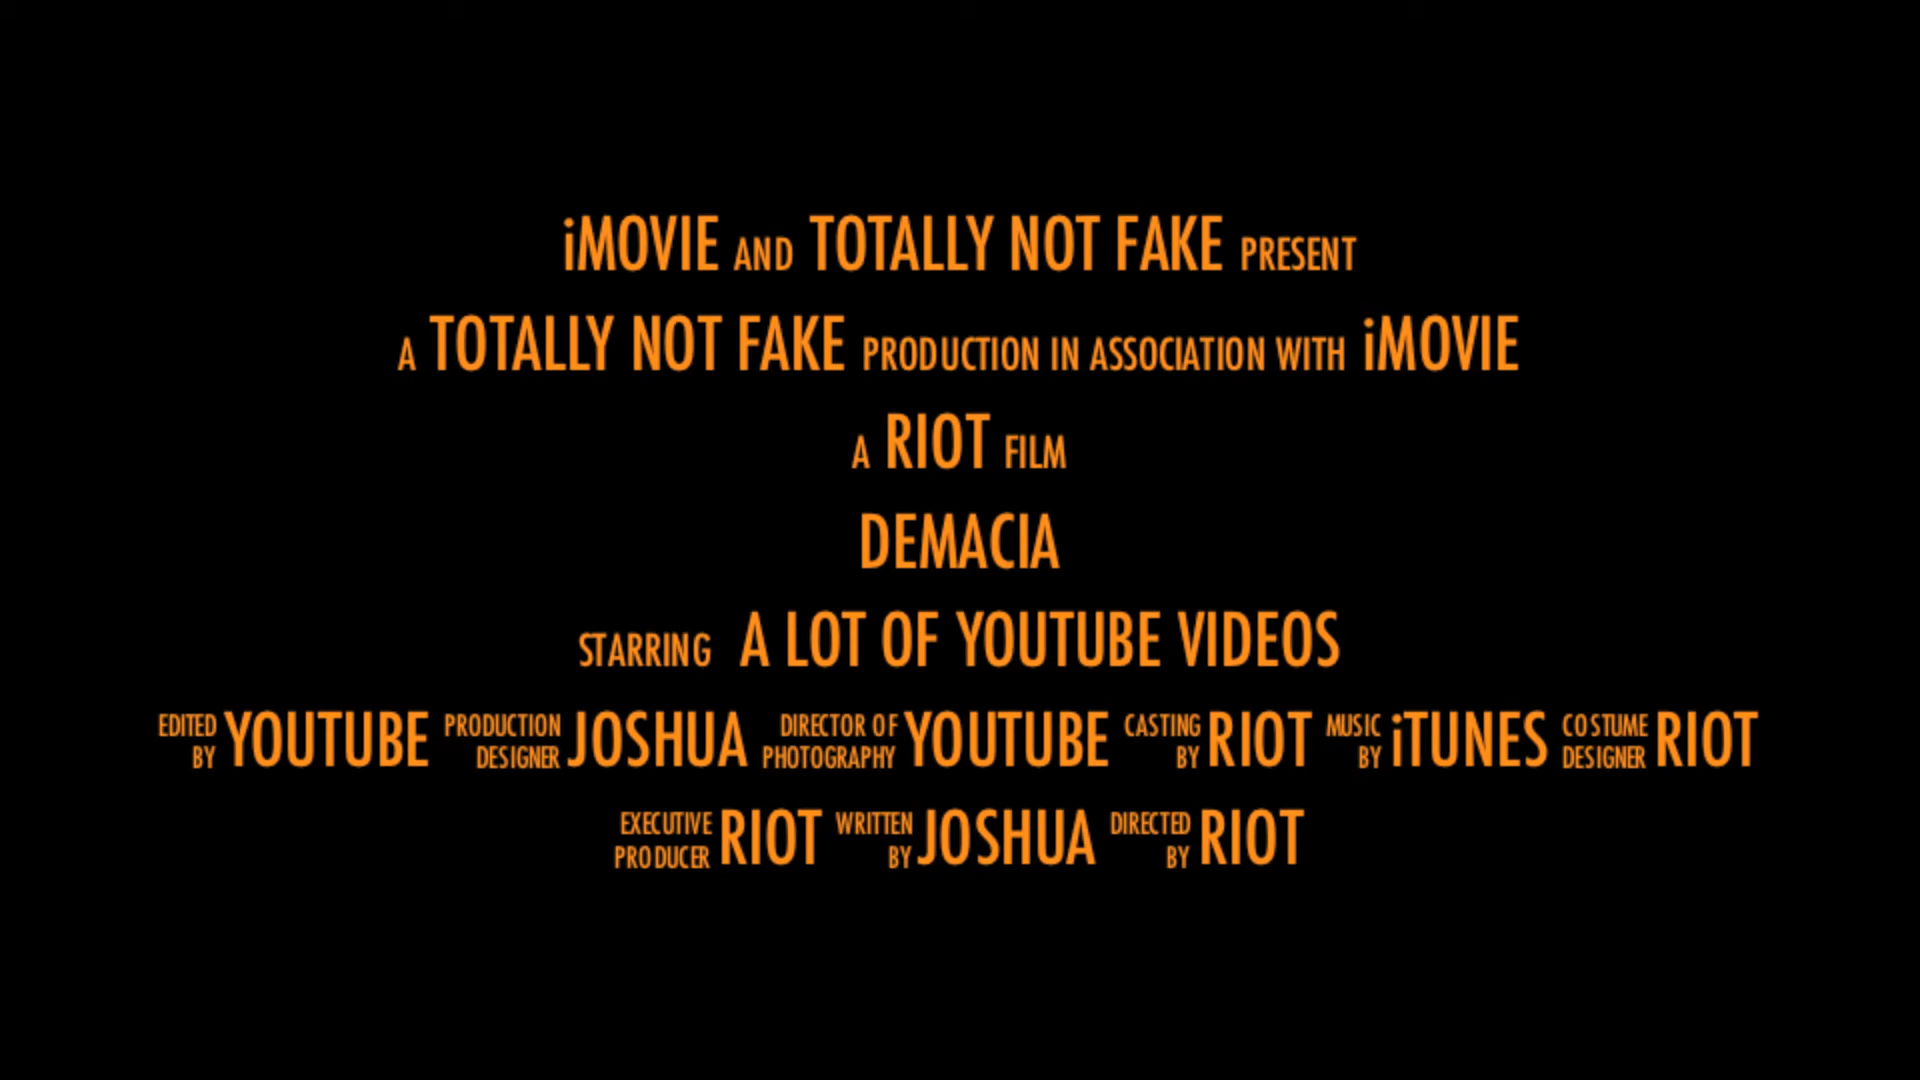 iMOVIE AND TOTALLY NOT FAKE PRESENT
A TOTALLY NOT FAKE PRODUCTION IN ASSOCIATION WITH iMOVIE
A RIOT FILM
DEMACIA
STARRING A LOT OF YOUTUBE VIDEOS
EDITED BY YOUTUBE PRODUCTION DESIGNER JOSHUA DIRECTOR OF PHOTOGRAPHY YOUTUBE CASTING BY RIOT MUSIC BY iTUNES COSTUME DESIGNER RIOT
EXECUTIVE PRODUCER RIOT WRITTEN BY JOSHUA DIRECTED BY RIOT